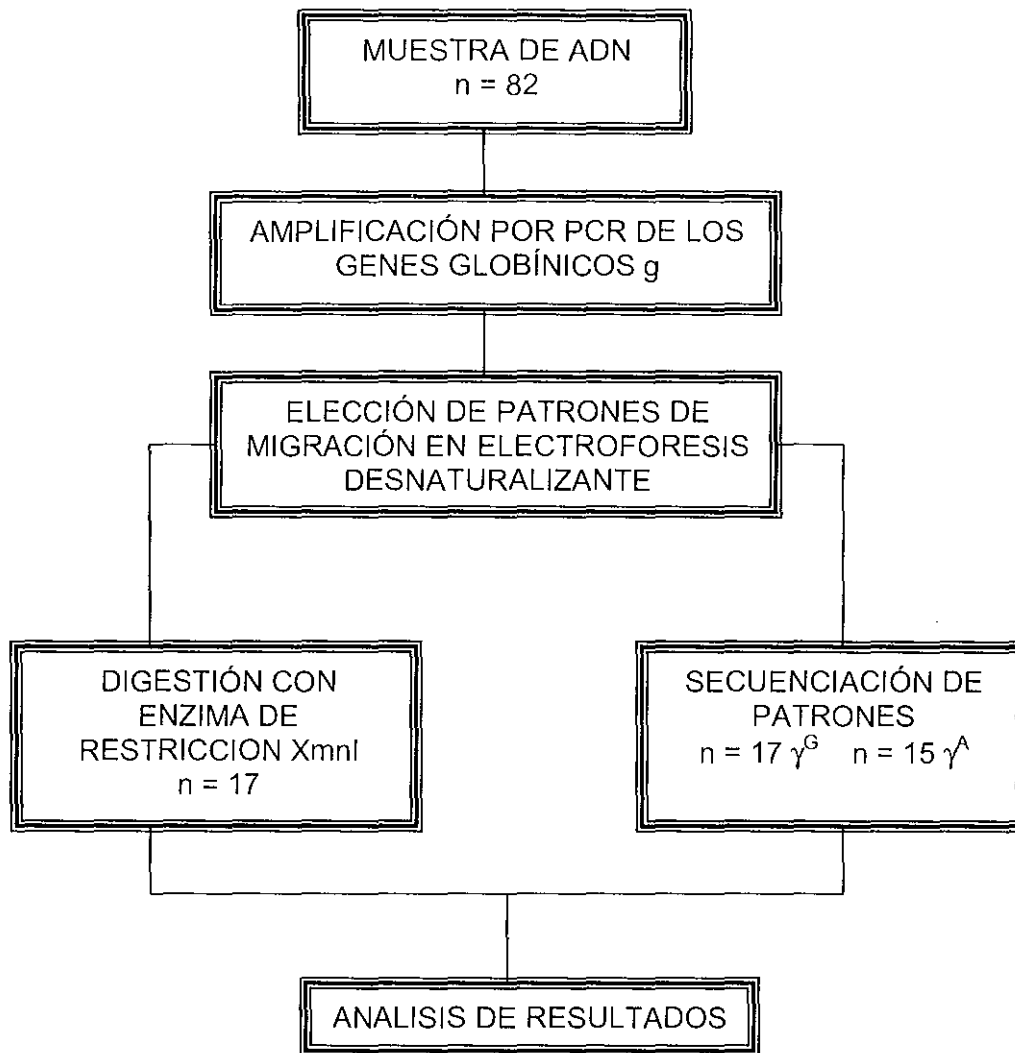 MUESTRA DE ADN
n = 82
AMPLIFICACIÓN POR PCR DE LOS
GENES GLOBÍNICOS g
ELECCIÓN DE PATRONES DE
MIGRACIÓN EN ELECTROFORESIS
DESNATURALIZANTE
DIGESTIÓN CON
ENZIMA DE
RESTRICCION XmnI
n = 17
SECUENCIACIÓN DE
PATRONES
n = 17 γ^G n = 15 γ^A
ANALISIS DE RESULTADOS